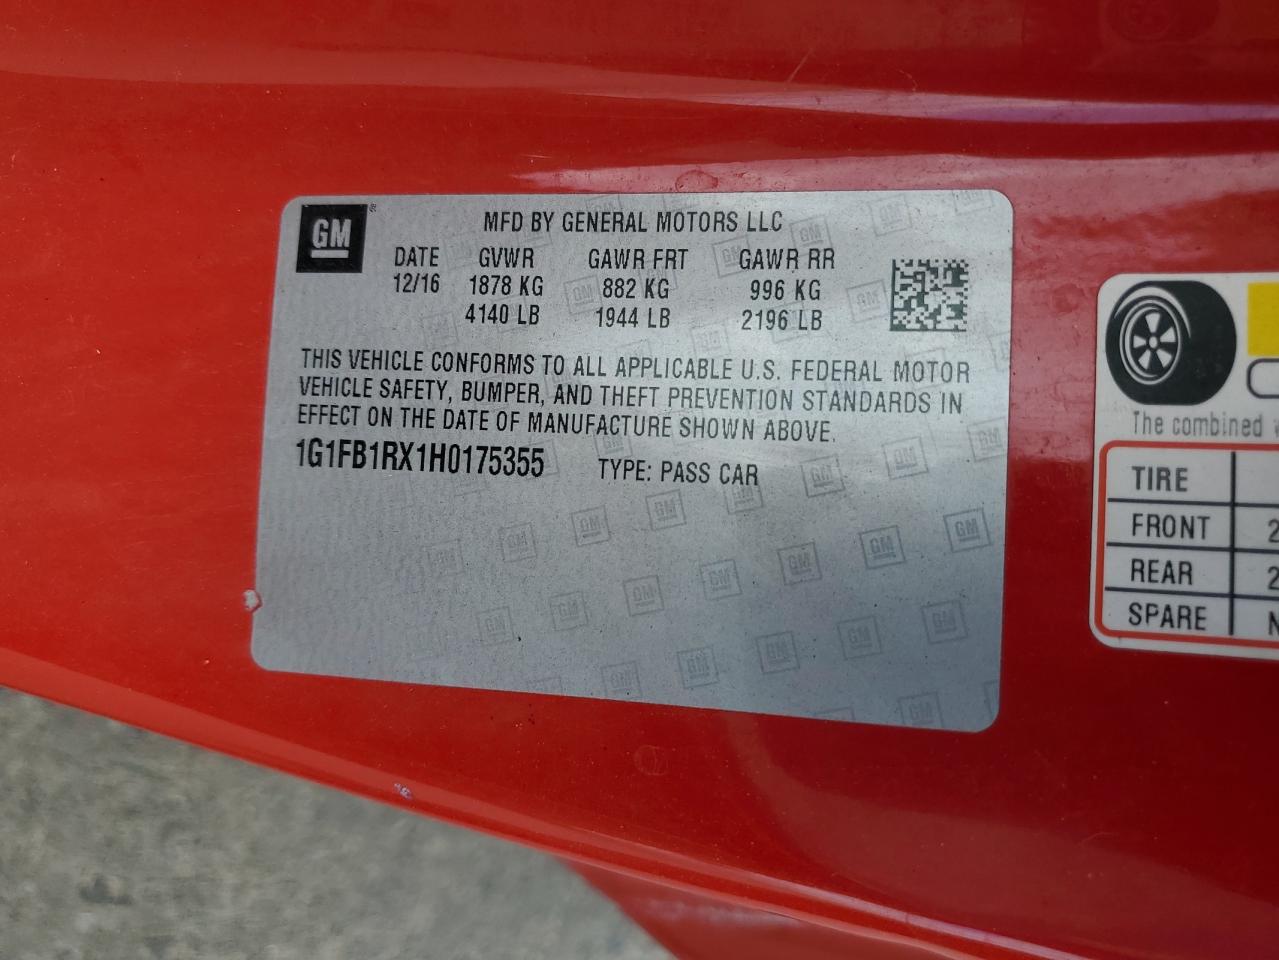 GM
MFD BY GENERAL MOTORS LLC
DATE GVWR GAWR FRT GAWR RR
12/16 1878 KG 882 KG 996 KG
4140 LB 1944 LB 2196 LB
THIS VEHICLE CONFORMS TO ALL APPLICABLE U.S. FEDERAL MOTOR
VEHICLE SAFETY, BUMPER, AND THEFT PREVENTION STANDARDS IN
EFFECT ON THE DATE OF MANUFACTURE SHOWN ABOVE.
1G1FB1RX1H0175355 TYPE: PASS CAR
The combined
TIRE
FRONT 2
REAR 2
SPARE N